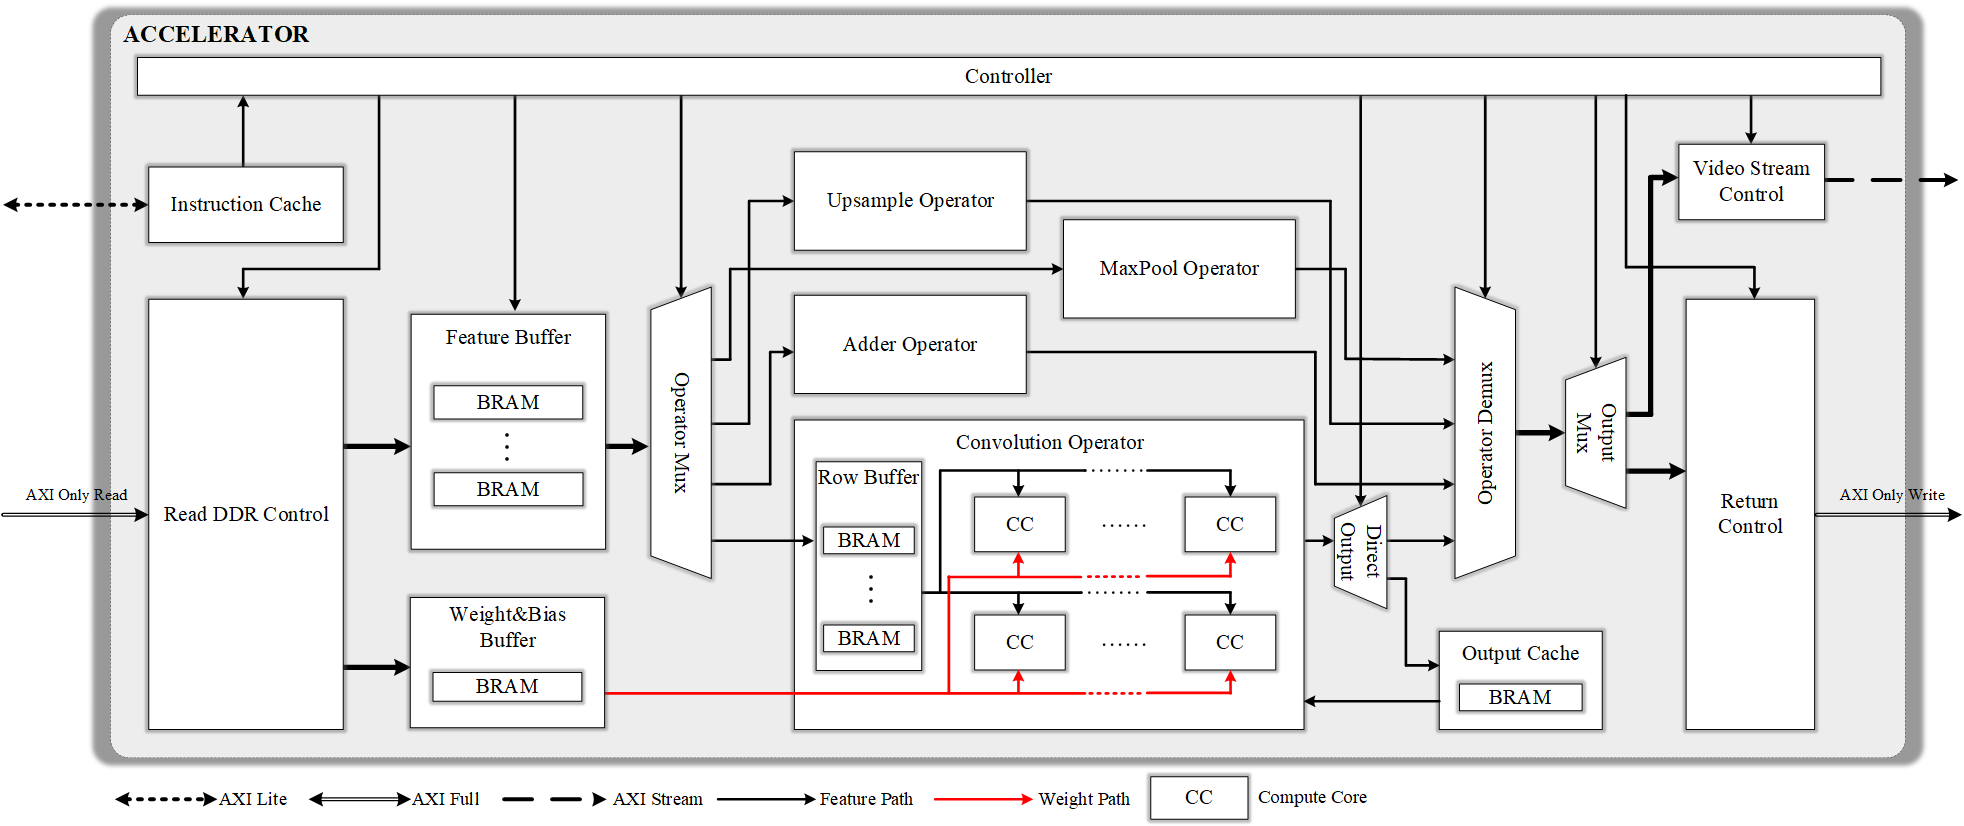 ACCELERATOR
Controller
Instruction Cache
Upsample Operator
Video Stream
Control
MaxPool Operator
Feature Buffer
BRAM
BRAM
Operator Mux
Adder Operator
Operator Demux
Output
Mux
AXI Only Read
Read DDR Control
Convolution Operator
Row Buffer
BRAM
BRAM
CC
......
CC
CC
......
CC
Direct
Output
Return
Control
AXI Only Write
Weight&Bias
Buffer
BRAM
Output Cache
BRAM
AXI Lite
AXI Full
AXI Stream
Feature Path
Weight Path
CC
Compute Core